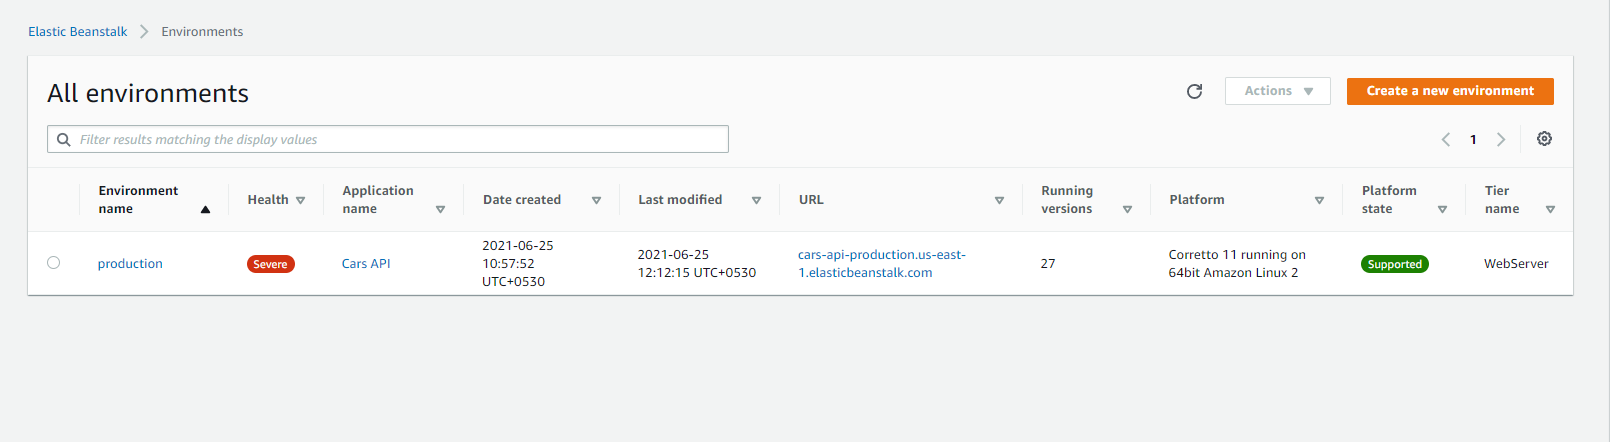 Elastic Beanstalk > Environments
All environments
Actions
Create a new environment
Filter results matching the display values
1
Environment name
Health
Application name
Date created
Last modified
URL
Running versions
Platform
Platform state
Tier name
production
Severe
Cars API
2021-06-25
10:57:52
UTC+0530
2021-06-25
12:12:15 UTC+0530
cars-api-production.us-east-
1.elasticbeanstalk.com
27
Corretto 11 running on
64bit Amazon Linux 2
Supported
WebServer